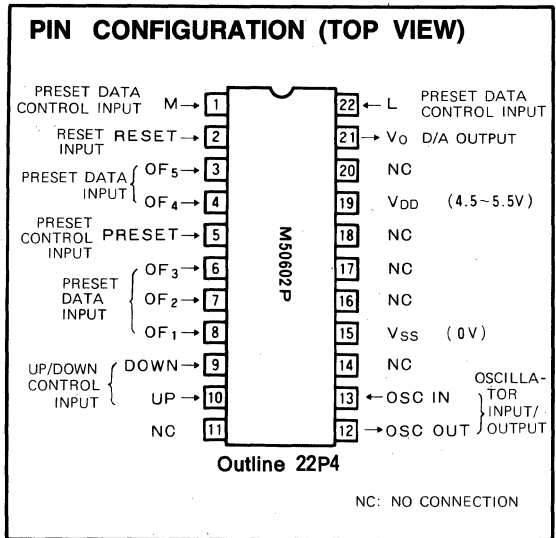 PIN CONFIGURATION (TOP VIEW)
PRESET DATA
CONTROL INPUT M→ 1
RESET
INPUT RESET→ 2
PRESET DATA
INPUT
OF5→ 3
OF4→ 4
PRESET
CONTROL
INPUT PRESET→ 5
PRESET
DATA
INPUT
OF3→ 6
OF2→ 7
OF1→ 8
UP/DOWN
CONTROL
INPUT
DOWN→ 9
UP→ 10
NC 11
M50602P
22 ←L PRESET DATA
CONTROL INPUT
21 →VO D/A OUTPUT
20 NC
19 VDD (4.5~5.5V)
18 NC
17 NC
16 NC
15 VSS (0V)
14 NC
13 ←OSC IN
12 →OSC OUT
OSCILLA-
TOR
INPUT/
OUTPUT
Outline 22P4
NC: NO CONNECTION